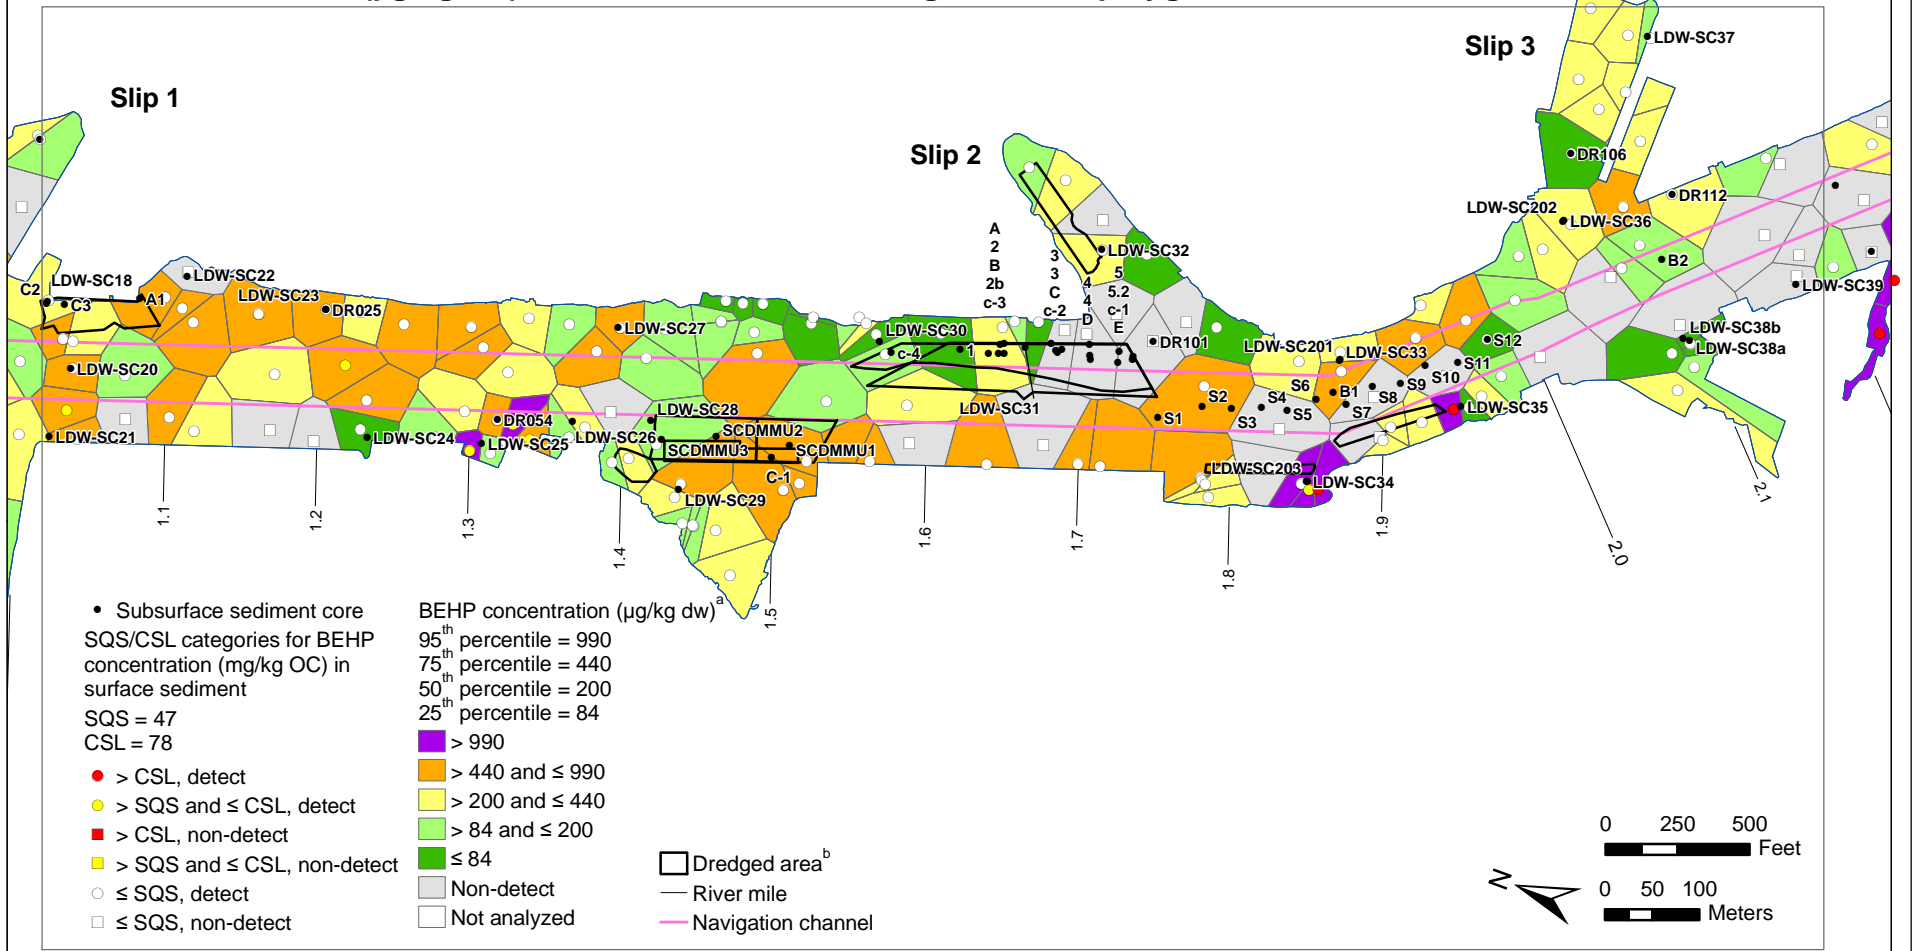 Slip 1
Slip 2
Slip 3
LDW-SC37
DR106
LDW-SC202
LDW-SC36
DR112
B2
LDW-SC39
LDW-SC38b
LDW-SC38a
LDW-SC18
C2
C3
A1
LDW-SC22
LDW-SC23
DR025
LDW-SC20
LDW-SC21
LDW-SC24
DR054
LDW-SC25
LDW-SC26
LDW-SC27
LDW-SC28
SCDMMU2
SCDMMU3
SCDMMU1
C-1
LDW-SC29
LDW-SC30
c-4
1
LDW-SC31
A
2
B
2b
c-3
3
3
C
c-2
4
4
D
5
5.2
c-1
E
LDW-SC32
DR101
LDW-SC201
LDW-SC33
S1
S2
S3
S4
S5
S6
B1
S7
S8
S9
S10
S11
S12
LDW-SC35
LDW-SC203
LDW-SC34
1.1
1.2
1.3
1.4
1.5
1.6
1.7
1.8
1.9
2.0
2.1
Subsurface sediment core
SQS/CSL categories for BEHP
concentration (mg/kg OC) in
surface sediment
SQS = 47
CSL = 78
> CSL, detect
> SQS and ≤ CSL, detect
> CSL, non-detect
> SQS and ≤ CSL, non-detect
≤ SQS, detect
≤ SQS, non-detect
BEHP concentration (µg/kg dw)a
95th percentile = 990
75th percentile = 440
50th percentile = 200
25th percentile = 84
> 990
> 440 and ≤ 990
> 200 and ≤ 440
> 84 and ≤ 200
≤ 84
Non-detect
Not analyzed
Dredged areab
River mile
Navigation channel
0 250 500
Feet
0 50 100
Meters
N